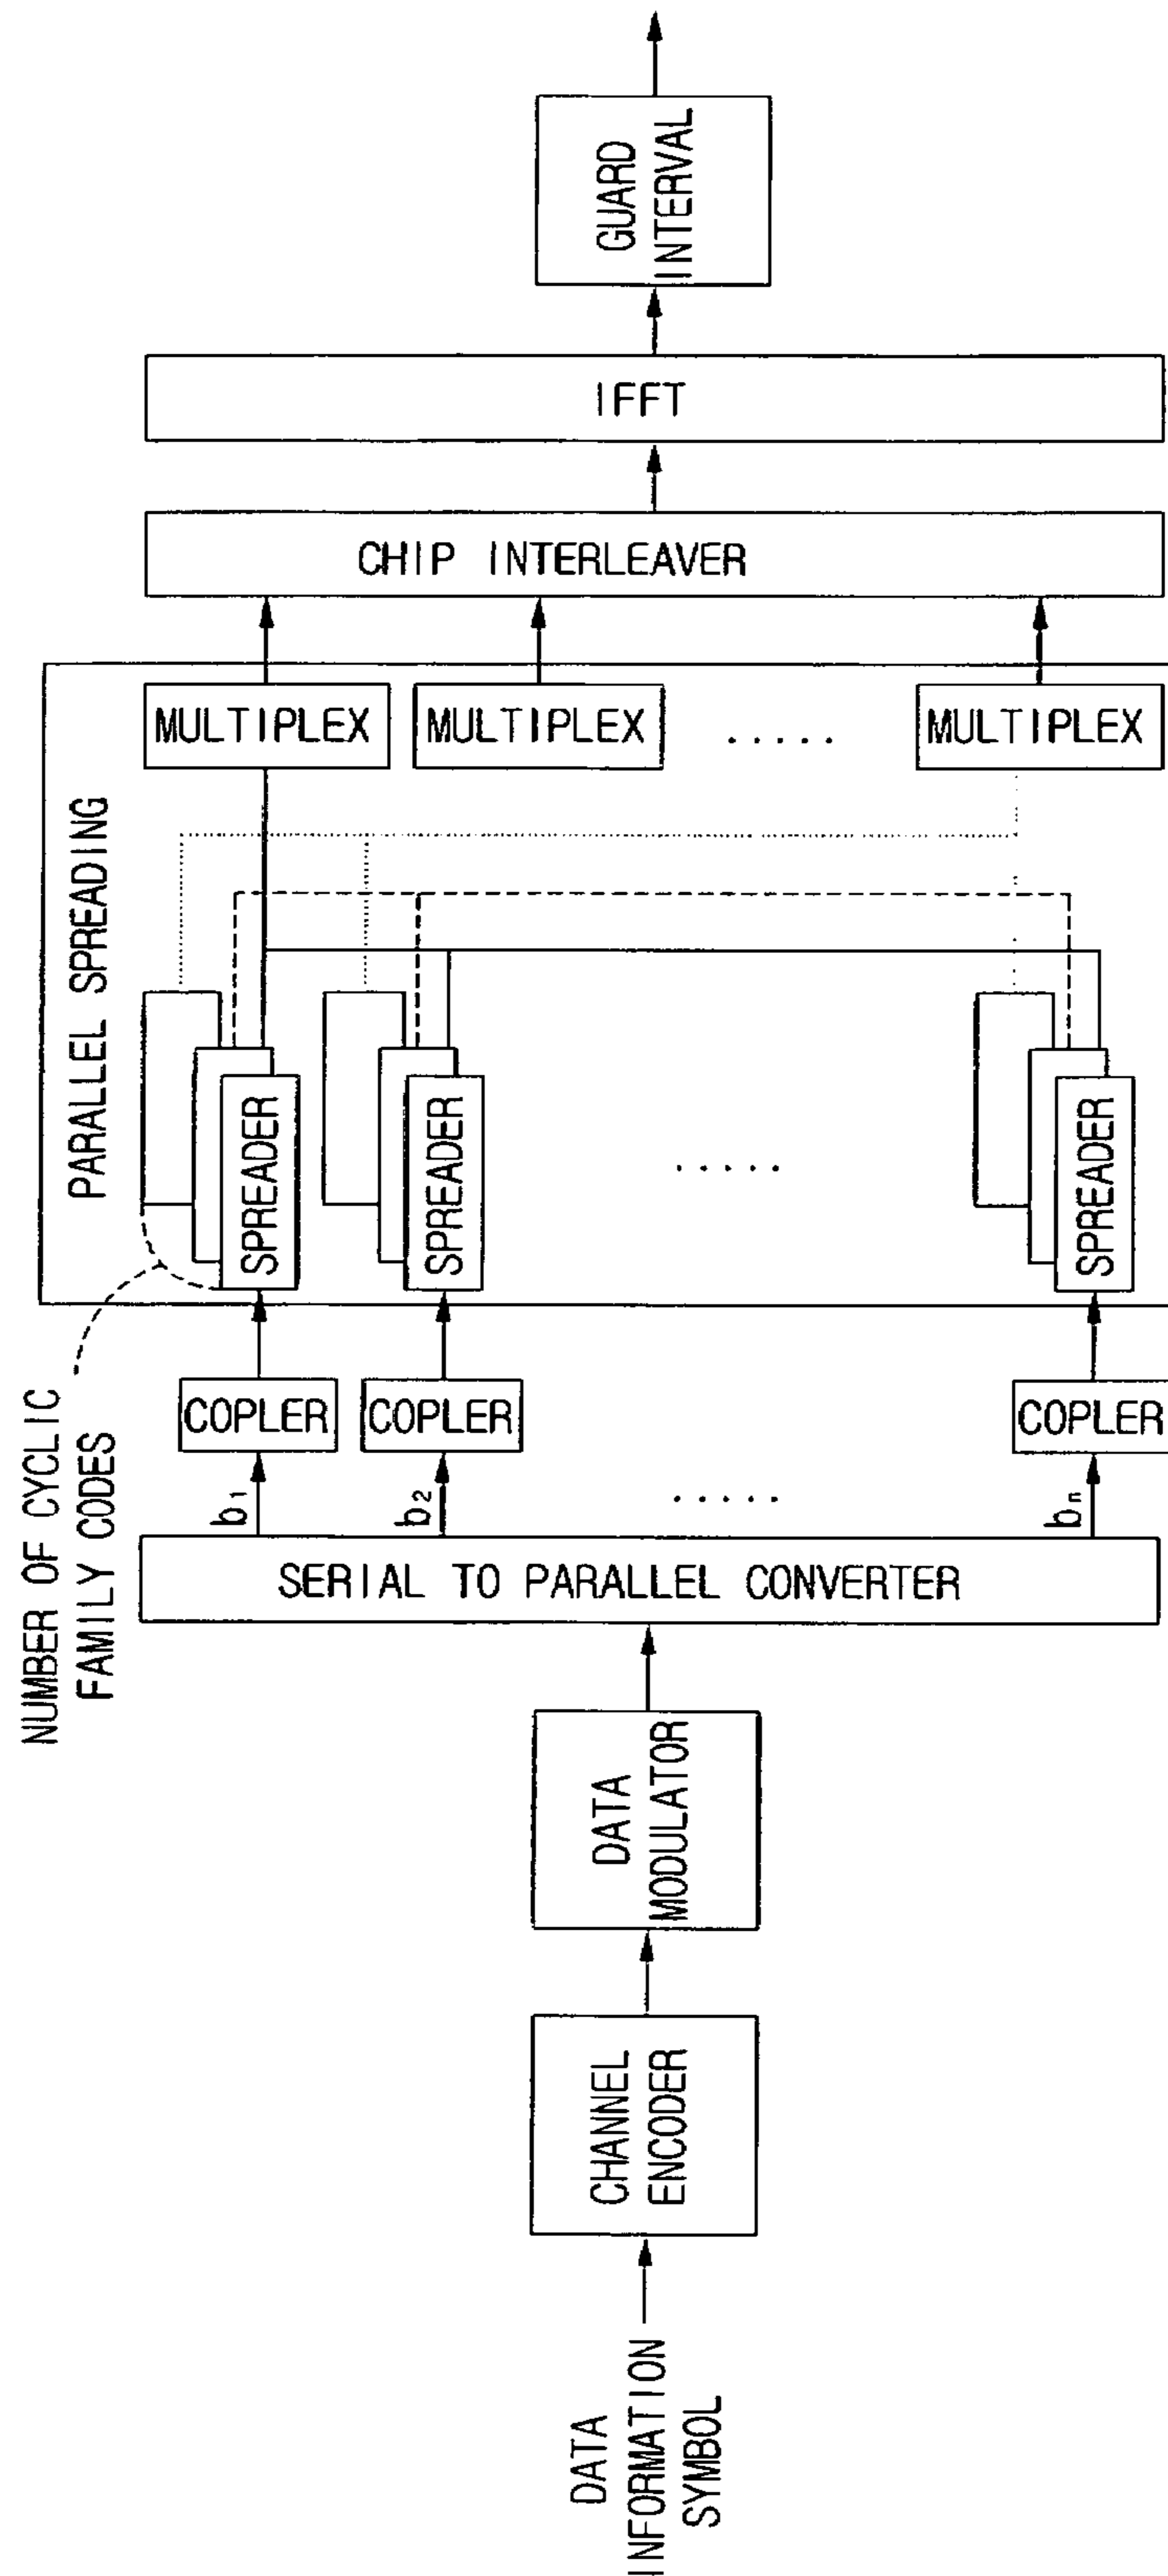 DATA
INFORMATION
SYMBOL
CHANNEL
ENCODER
DATA
MODULATOR
SERIAL TO PARALLEL CONVERTER
b1
b2
.....
bn
COPLER
COPLER
COPLER
NUMBER OF CYCLIC
FAMILY CODES
PARALLEL SPREADING
SPREADER
SPREADER
.....
SPREADER
MULTIPLEX
MULTIPLEX
.....
MULTIPLEX
CHIP INTERLEAVER
IFFT
GUARD
INTERVAL